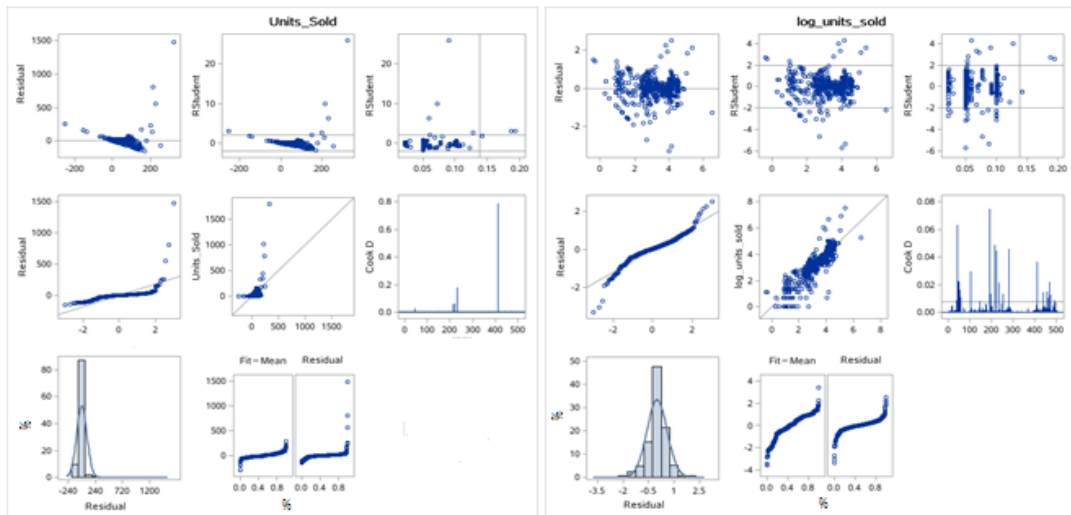 Units_Sold
Residual
1500
1000
500
0
-200 0 200
RStudent
20
10
0
-200 0 200
RStudent
20
10
0
0.05 0.10 0.15 0.20
Residual
1500
1000
500
0
-2 0 2
Units_Sold
1500
1000
500
0
0 500 1000 1500
Cook D
0.8
0.6
0.4
0.2
0.0
0 100 200 300 400 500
%
80
60
40
20
0
-240 240 720 1200
Residual
Fit–Mean Residual
1500
1000
500
0
0.0 0.4 0.8 0.0 0.4 0.8
%
log_units_sold
Residual
2
0
-2
0 2 4 6
RStudent
4
2
0
-2
-4
-6
0 2 4 6
RStudent
4
2
0
-2
-4
-6
0.05 0.10 0.15 0.20
Residual
2
0
-2
-2 0 2
log_units_sold
8
6
4
2
0
0 2 4 6 8
Cook D
0.08
0.06
0.04
0.02
0.00
0 100 200 300 400 500
%
50
40
30
20
10
0
-3.5 -2 -0.5 1 2.5
Residual
Fit–Mean Residual
4
2
0
-2
-4
0.0 0.4 0.8 0.0 0.4 0.8
%